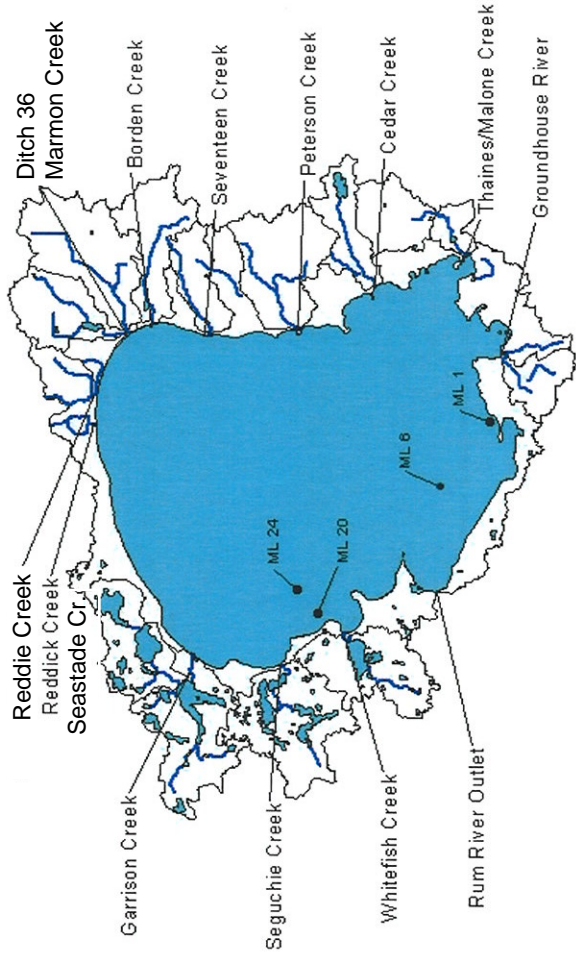 Ditch 36
Marmon Creek
Borden Creek
Seventeen Creek
Peterson Creek
Cedar Creek
Thaines/Malone Creek
Groundhouse River
ML 1
ML 6
ML 24
ML 20
Reddie Creek
Reddick Creek
Seastade Cr
Garrison Creek
Seguchie Creek
Whitefish Creek
Rum River Outlet